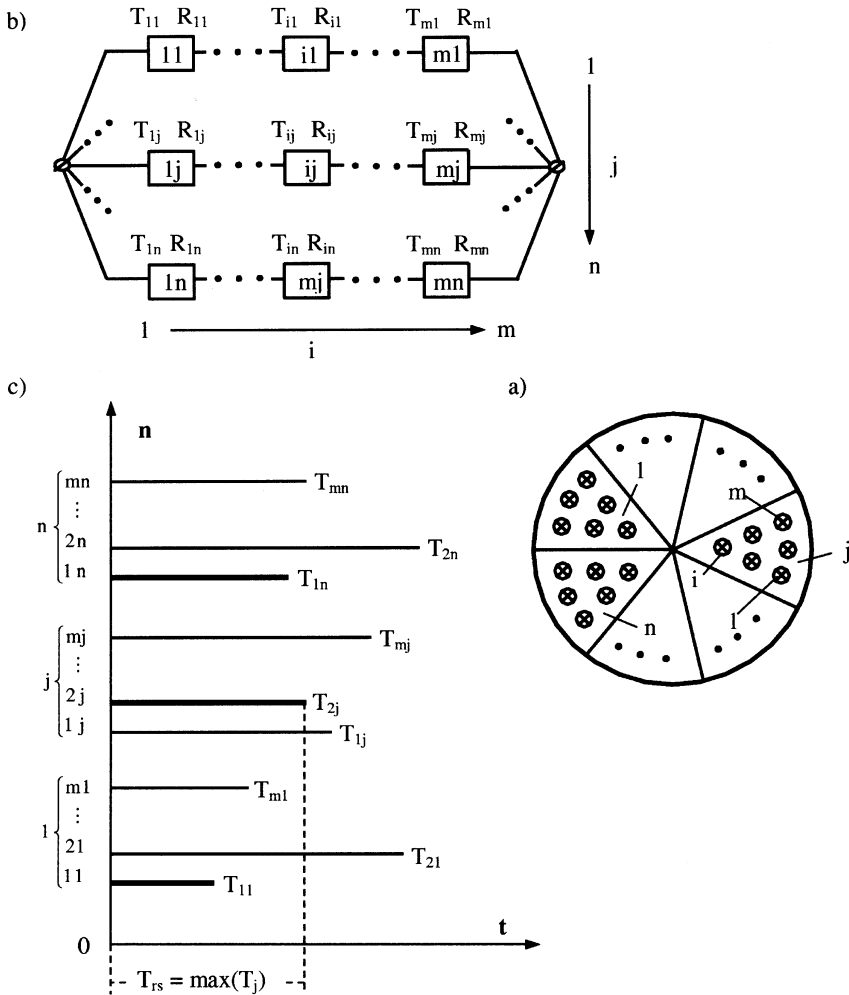 b)
T₁₁ R₁₁ Tᵢ₁ Rᵢ₁ Tₘ₁ Rₘ₁
11 i1 m1
1
T₁ⱼ R₁ⱼ Tᵢⱼ Rᵢⱼ Tₘⱼ Rₘⱼ
1j ij mj
j
T₁ₙ R₁ₙ Tᵢₙ Rᵢₙ Tₘₙ Rₘₙ
1n mj mn
n
1 m
i
c)
n
n
mn
⋮
2n
1 n
Tₘₙ
T₂ₙ
T₁ₙ
j
mj
⋮
2 j
1 j
Tₘⱼ
T₂ⱼ
T₁ⱼ
1
m1
⋮
21
11
Tₘ₁
T₂₁
T₁₁
0
t
Tᵣₛ = max(Tⱼ)
a)
1
m
j
i
1
n